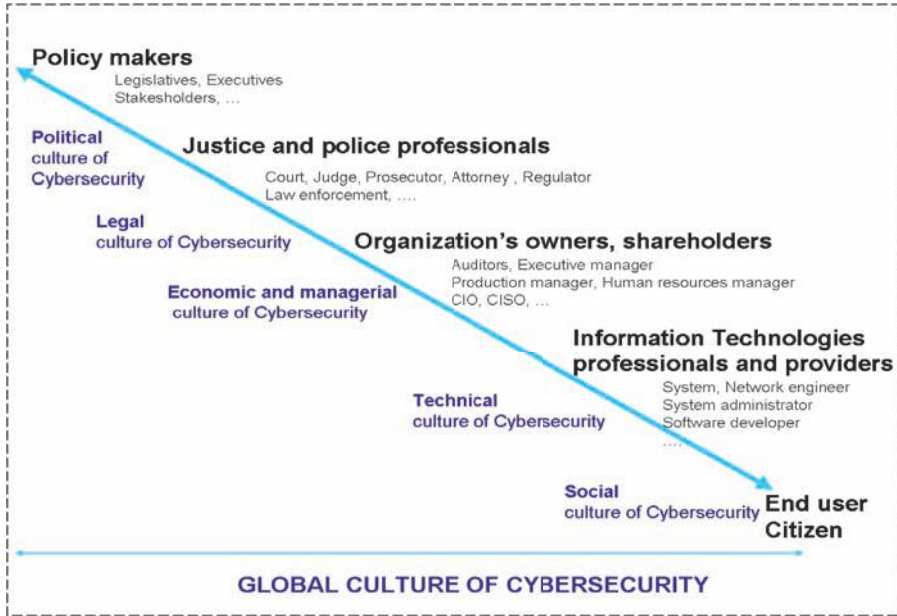 Policy makers
Legislatives, Executives
Stakesholders, ...
Political
culture of
Cybersecurity
Justice and police professionals
Court, Judge, Prosecutor, Attorney , Regulator
Law enforcement, ....
Legal
culture of Cybersecurity
Organization's owners, shareholders
Auditors, Executive manager
Production manager, Human resources manager
CIO, CISO, ...
Economic and managerial
culture of Cybersecurity
Information Technologies
professionals and providers
System, Network engineer
System administrator
Software developer
....
Technical
culture of Cybersecurity
Social
culture of Cybersecurity
End user
Citizen
GLOBAL CULTURE OF CYBERSECURITY